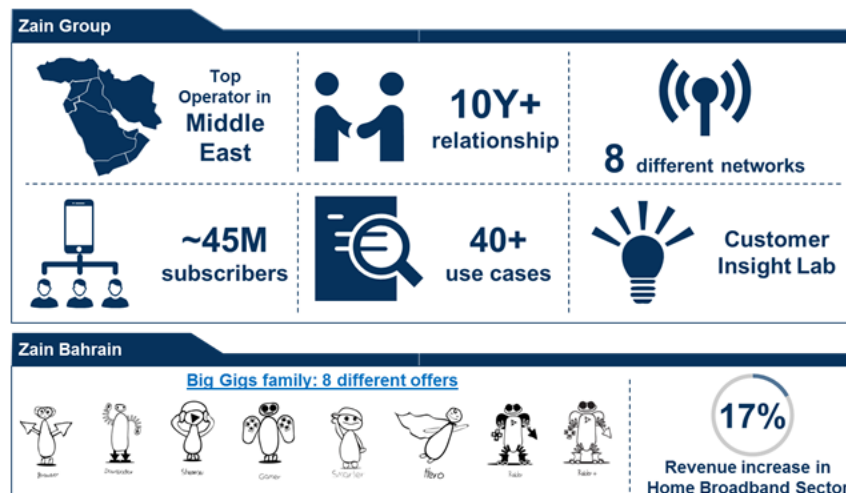 Zain Group
Top
Operator in
Middle
East
10Y+
relationship
8 different networks
~45M
subscribers
40+
use cases
Customer
Insight Lab
Zain Bahrain
Big Gigs family: 8 different offers
Browser
Downloader
Gamer
Smarter
Hero
17%
Revenue increase in
Home Broadband Sector